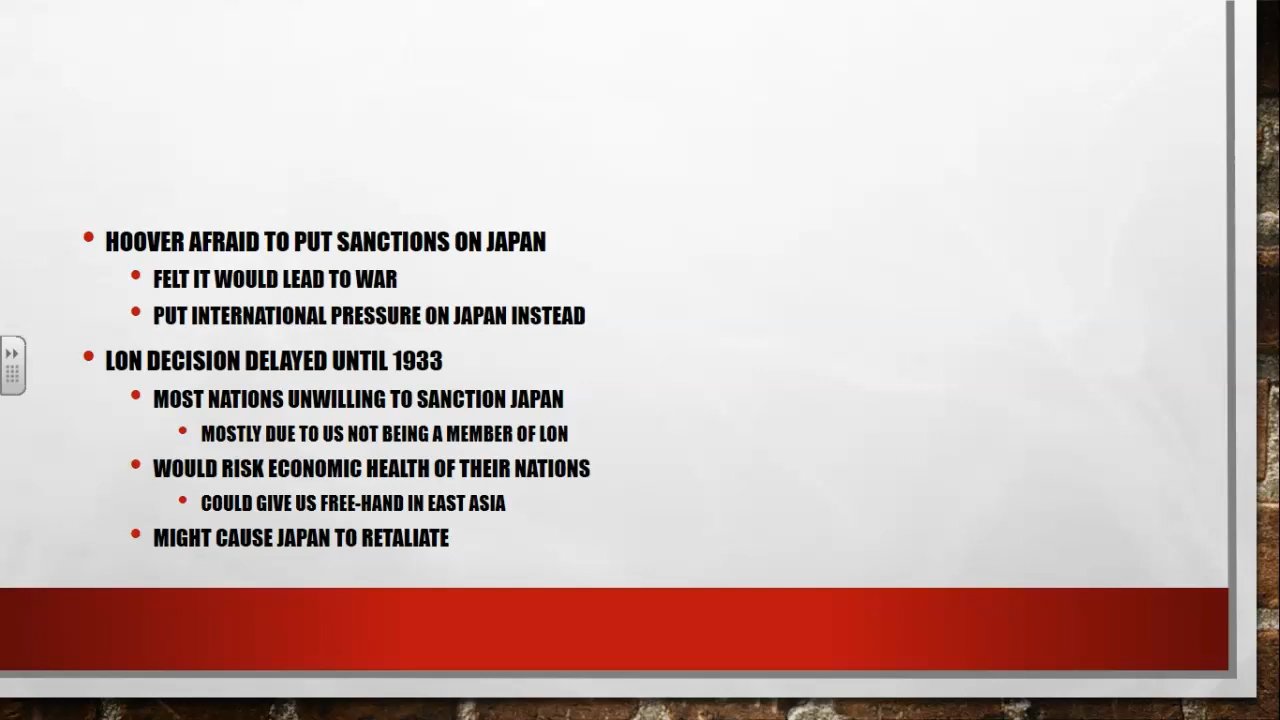 HOOVER AFRAID TO PUT SANCTIONS ON JAPAN
FELT IT WOULD LEAD TO WAR
PUT INTERNATIONAL PRESSURE ON JAPAN INSTEAD
LON DECISION DELAYED UNTIL 1933
MOST NATIONS UNWILLING TO SANCTION JAPAN
MOSTLY DUE TO US NOT BEING A MEMBER OF LON
WOULD RISK ECONOMIC HEALTH OF THEIR NATIONS
COULD GIVE US FREE-HAND IN EAST ASIA
MIGHT CAUSE JAPAN TO RETALIATE